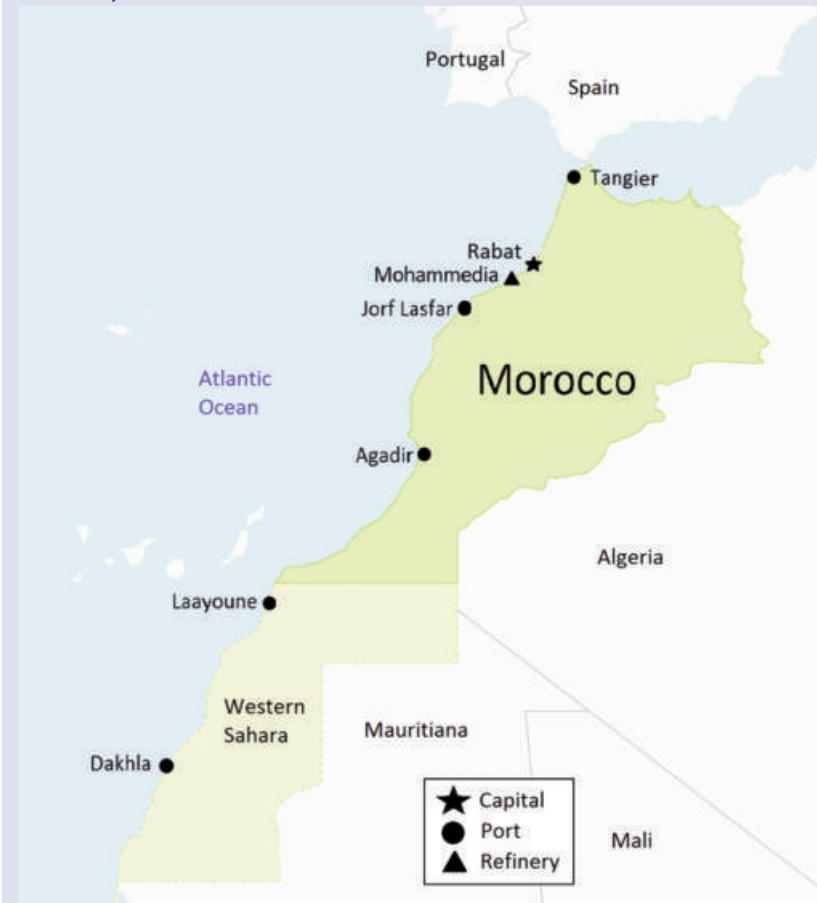 Portugal
Spain
Tangier
Rabat
Mohammedia
Jorf Lasfar
Atlantic
Ocean
Morocco
Agadir
Algeria
Laayoune
Western
Sahara
Mauritiana
Dakhla
Capital
Port
Refinery
Mali